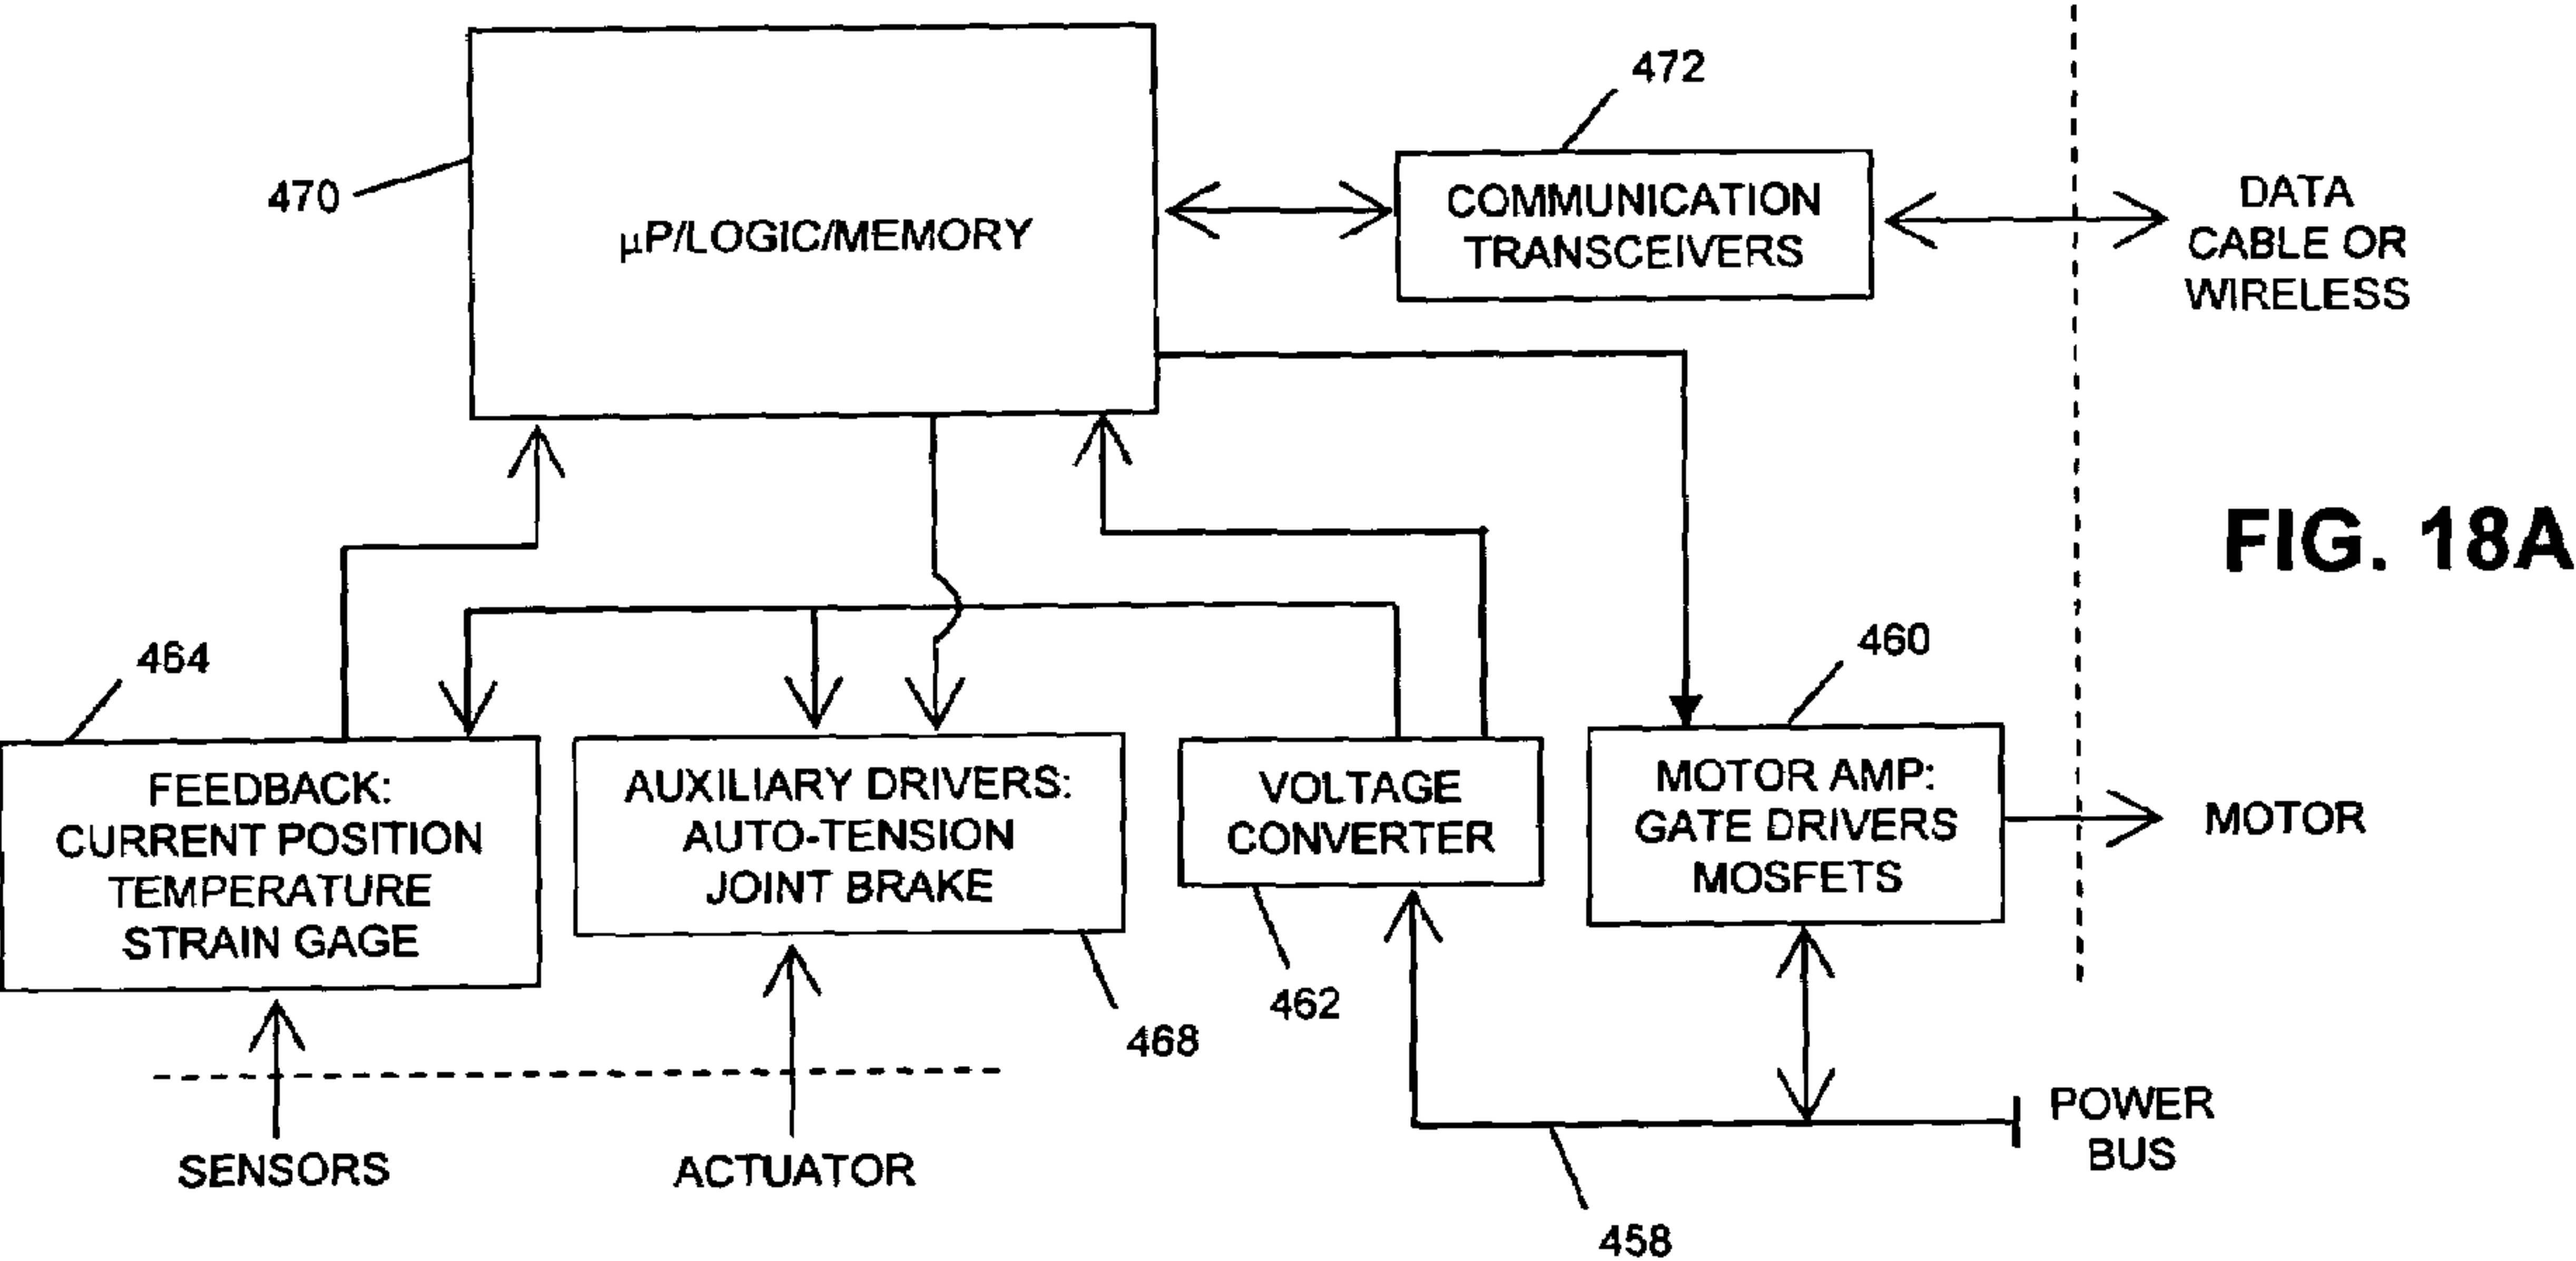 472
470
µP/LOGIC/MEMORY
COMMUNICATION
TRANSCEIVERS
DATA
CABLE OR
WIRELESS
FIG. 18A
464
460
FEEDBACK:
CURRENT POSITION
TEMPERATURE
STRAIN GAGE
AUXILIARY DRIVERS:
AUTO-TENSION
JOINT BRAKE
VOLTAGE
CONVERTER
MOTOR AMP:
GATE DRIVERS
MOSFETS
MOTOR
462
468
SENSORS
ACTUATOR
POWER
BUS
458